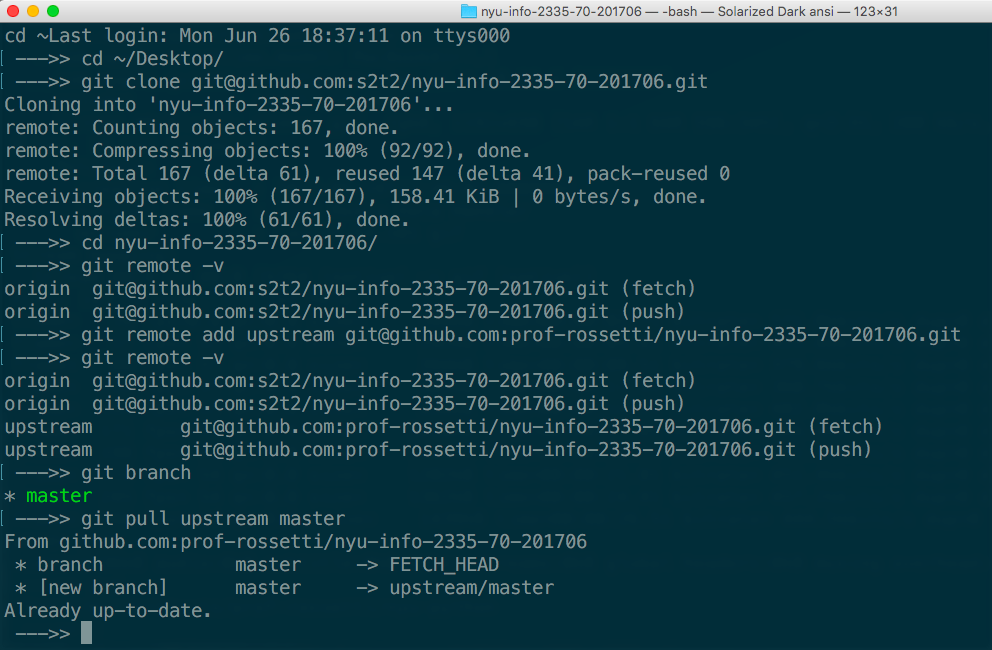 nyu-info-2335-70-201706 — -bash — Solarized Dark ansi — 123×31
cd ~Last login: Mon Jun 26 18:37:11 on ttys000
[ --->> cd ~/Desktop/
[ --->> git clone git@github.com:s2t2/nyu-info-2335-70-201706.git
Cloning into 'nyu-info-2335-70-201706'...
remote: Counting objects: 167, done.
remote: Compressing objects: 100% (92/92), done.
remote: Total 167 (delta 61), reused 147 (delta 41), pack-reused 0
Receiving objects: 100% (167/167), 158.41 KiB | 0 bytes/s, done.
Resolving deltas: 100% (61/61), done.
[ --->> cd nyu-info-2335-70-201706/
[ --->> git remote -v
origin  git@github.com:s2t2/nyu-info-2335-70-201706.git (fetch)
origin  git@github.com:s2t2/nyu-info-2335-70-201706.git (push)
[ --->> git remote add upstream git@github.com:prof-rossetti/nyu-info-2335-70-201706.git
[ --->> git remote -v
origin  git@github.com:s2t2/nyu-info-2335-70-201706.git (fetch)
origin  git@github.com:s2t2/nyu-info-2335-70-201706.git (push)
upstream        git@github.com:prof-rossetti/nyu-info-2335-70-201706.git (fetch)
upstream        git@github.com:prof-rossetti/nyu-info-2335-70-201706.git (push)
[ --->> git branch
* master
[ --->> git pull upstream master
From github.com:prof-rossetti/nyu-info-2335-70-201706
 * branch            master     -> FETCH_HEAD
 * [new branch]      master     -> upstream/master
Already up-to-date.
 --->>